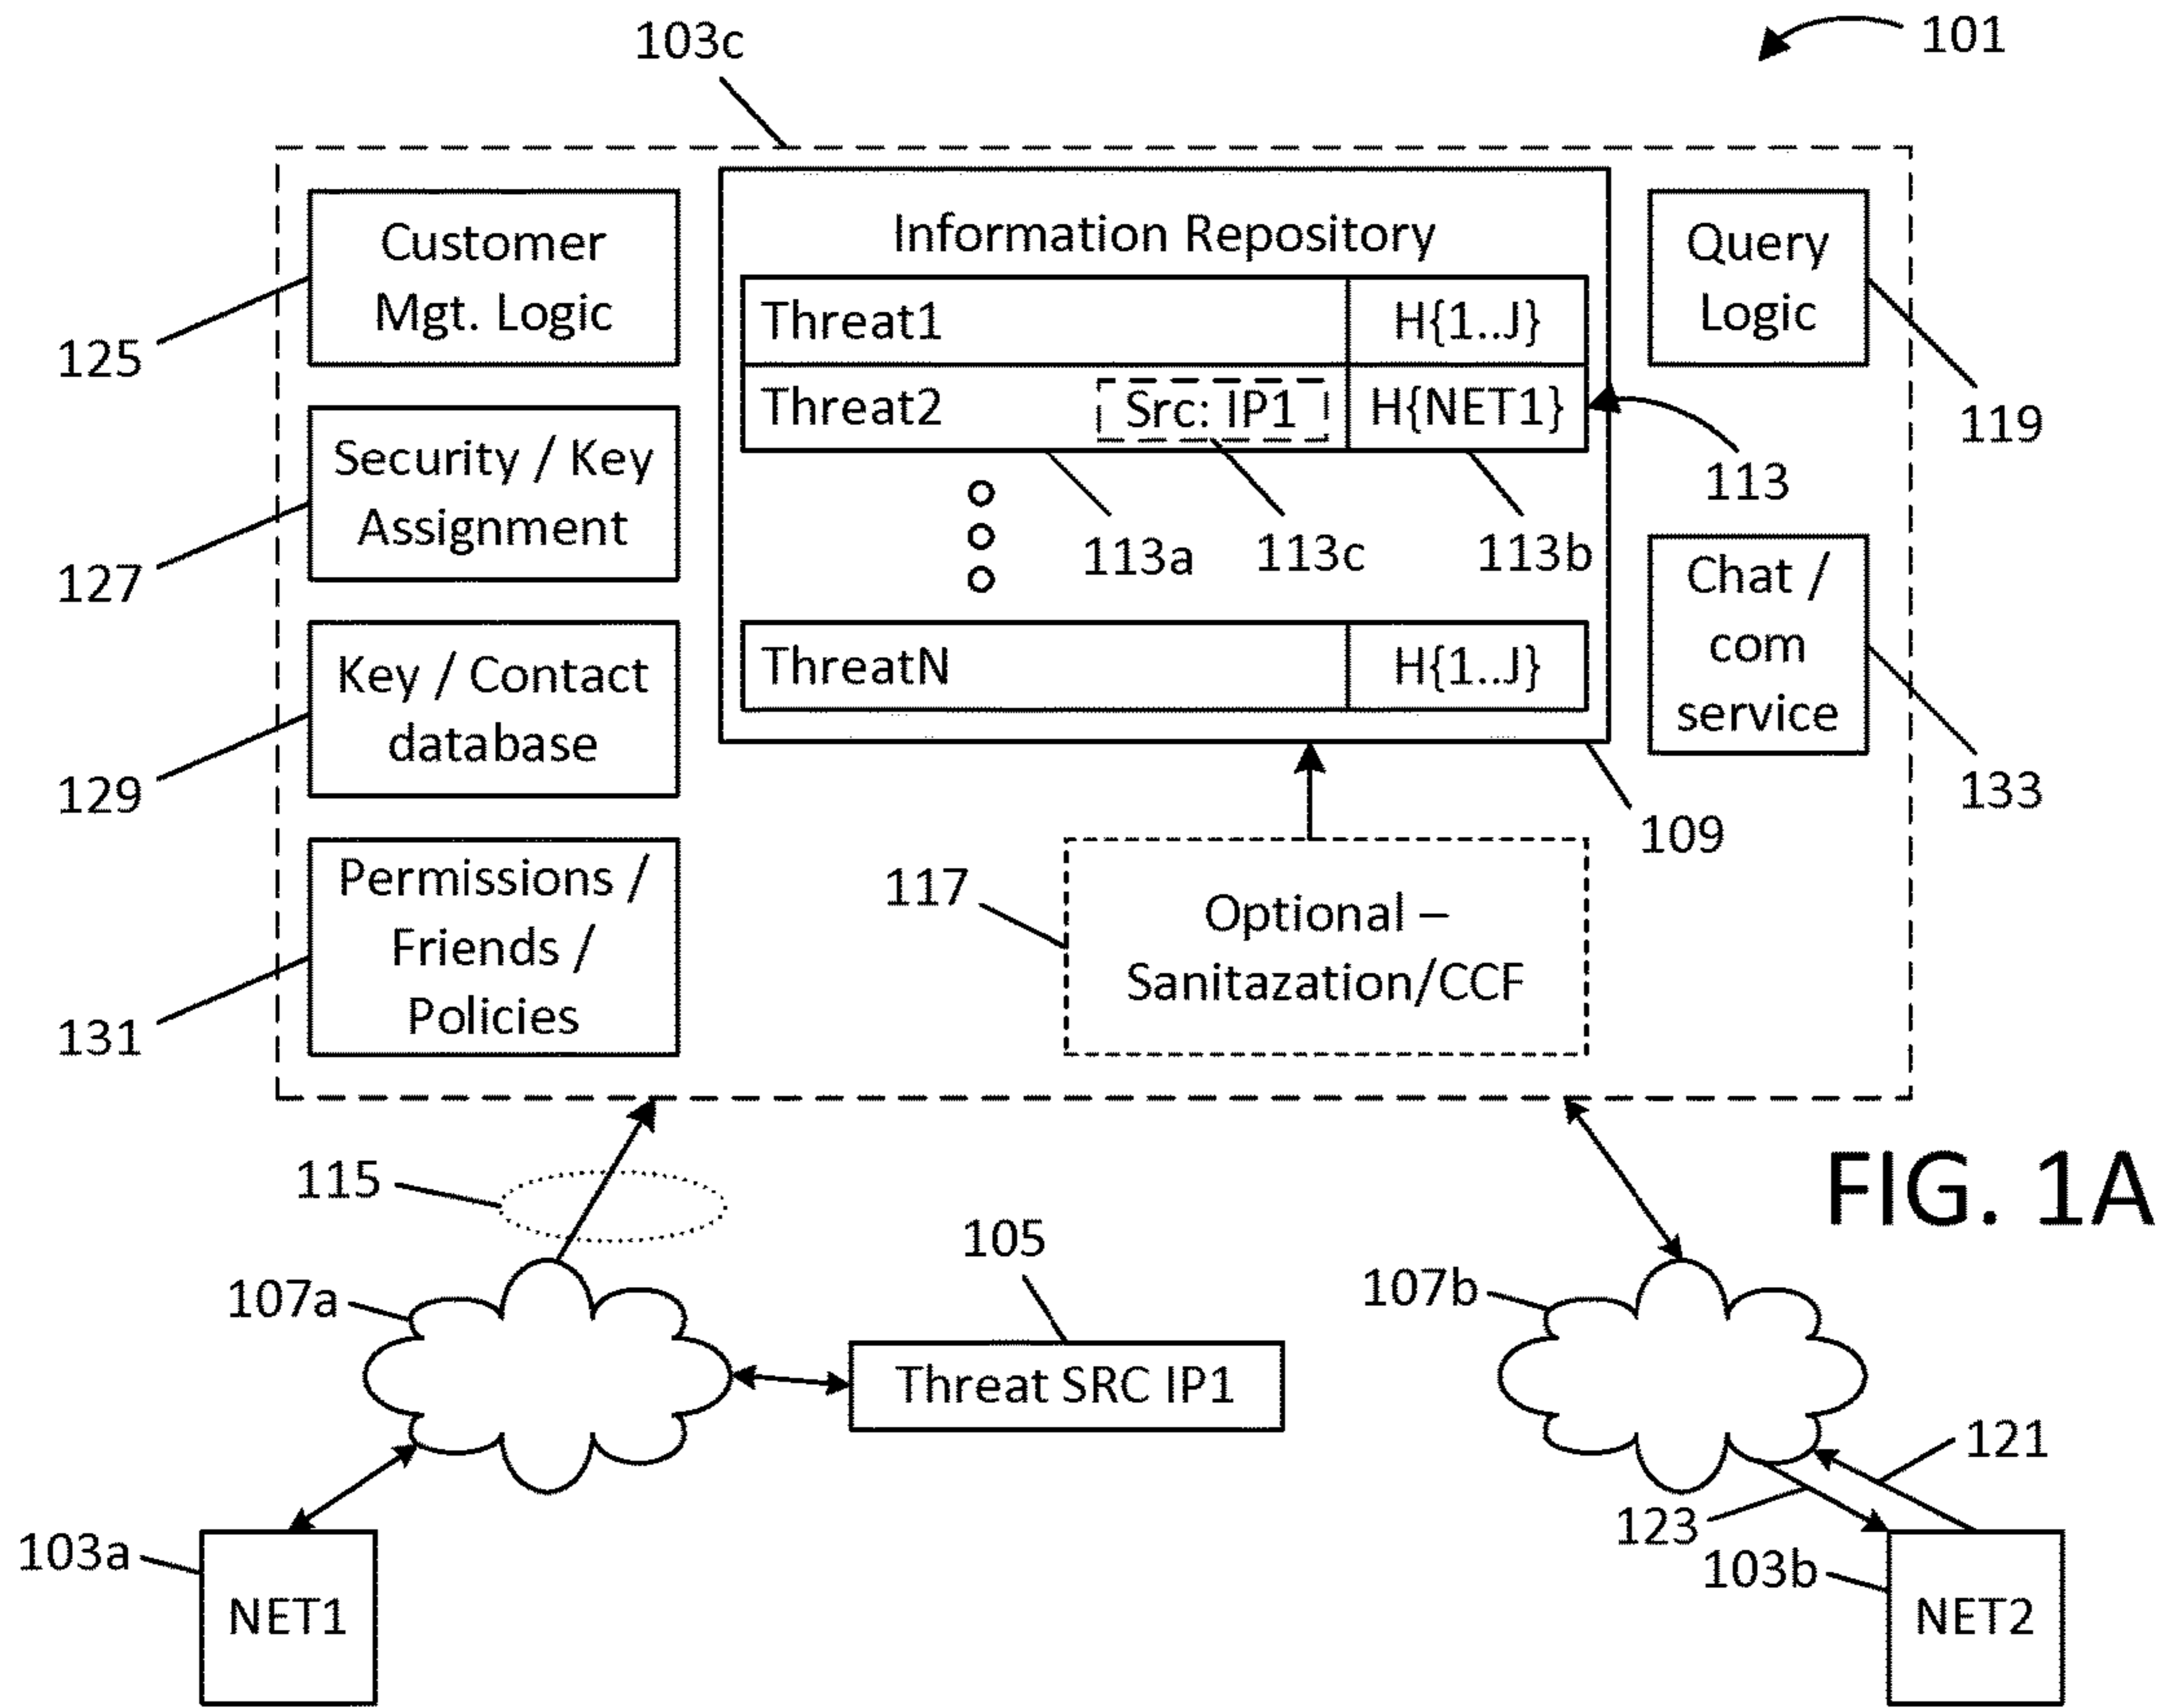 103c
101
Customer
Mgt. Logic
125
Security / Key
Assignment
127
Key / Contact
database
129
Permissions /
Friends /
Policies
131
Information Repository
Threat1
H{1..J}
Threat2
Src: IP1
H{NET1}
113
113a
113c
113b
ThreatN
H{1..J}
109
Query
Logic
119
Chat /
com
service
133
117
Optional –
Sanitazation/CCF
115
FIG. 1A
107a
105
Threat SRC IP1
107b
121
123
103a
NET1
103b
NET2